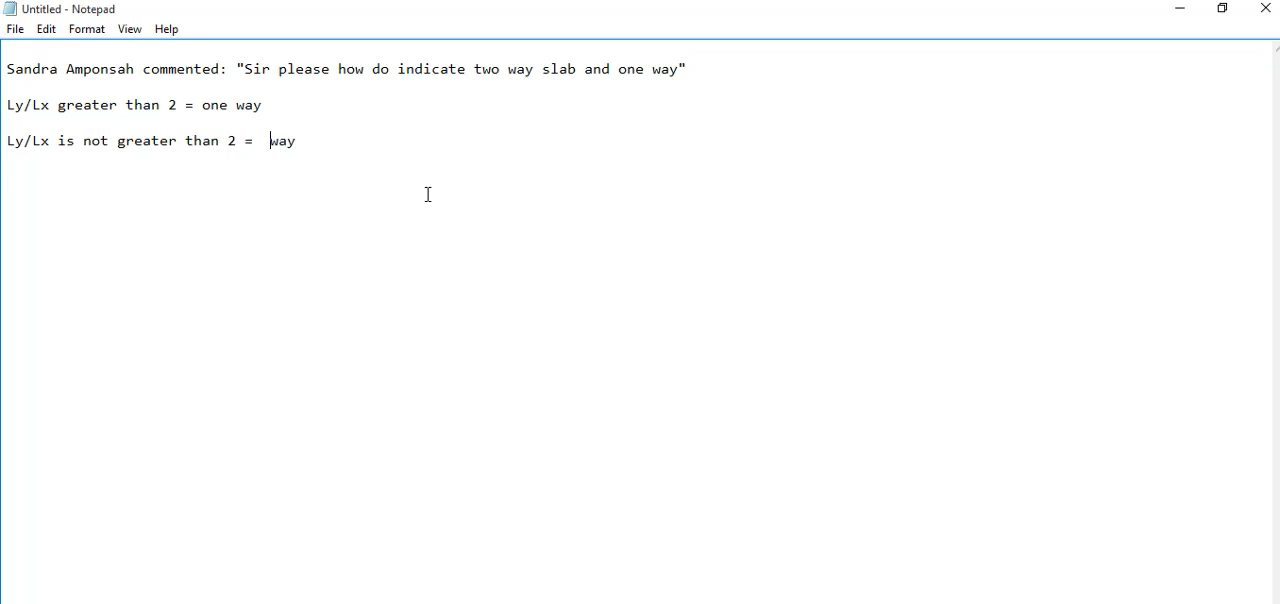 Untitled - Notepad
File Edit Format View Help
Sandra Amponsah commented: "Sir please how do indicate two way slab and one way"
Ly/Lx greater than 2 = one way
Ly/Lx is not greater than 2 =  way